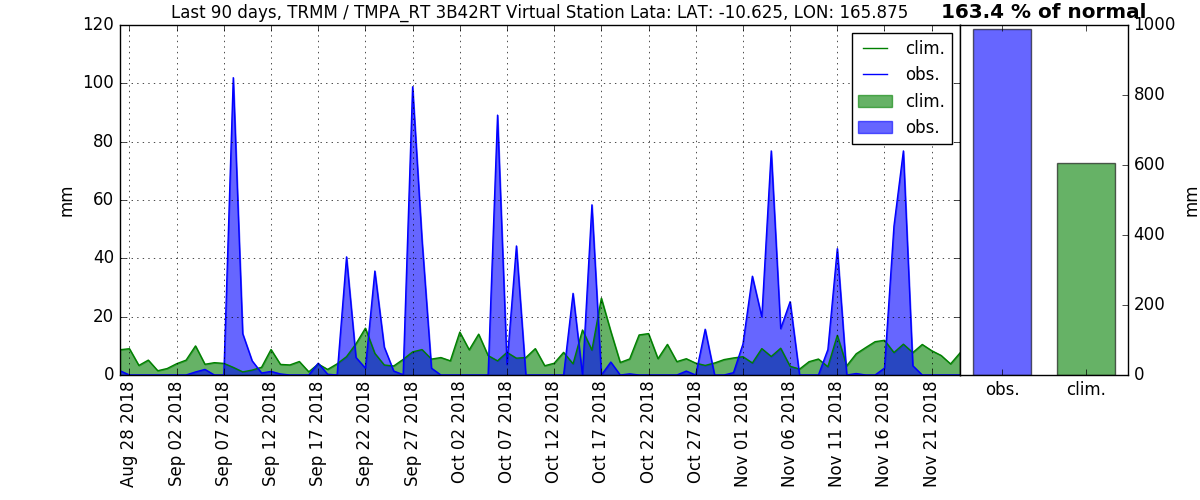 Last 90 days, TRMM / TMPA_RT 3B42RT Virtual Station Lata: LAT: -10.625, LON: 165.875
163.4 % of normal
120
100
80
60
40
20
0
mm
clim.
obs.
clim.
obs.
1000
800
600
400
200
0
mm
obs.
clim.
Aug 28 2018
Sep 02 2018
Sep 07 2018
Sep 12 2018
Sep 17 2018
Sep 22 2018
Sep 27 2018
Oct 02 2018
Oct 07 2018
Oct 12 2018
Oct 17 2018
Oct 22 2018
Oct 27 2018
Nov 01 2018
Nov 06 2018
Nov 11 2018
Nov 16 2018
Nov 21 2018